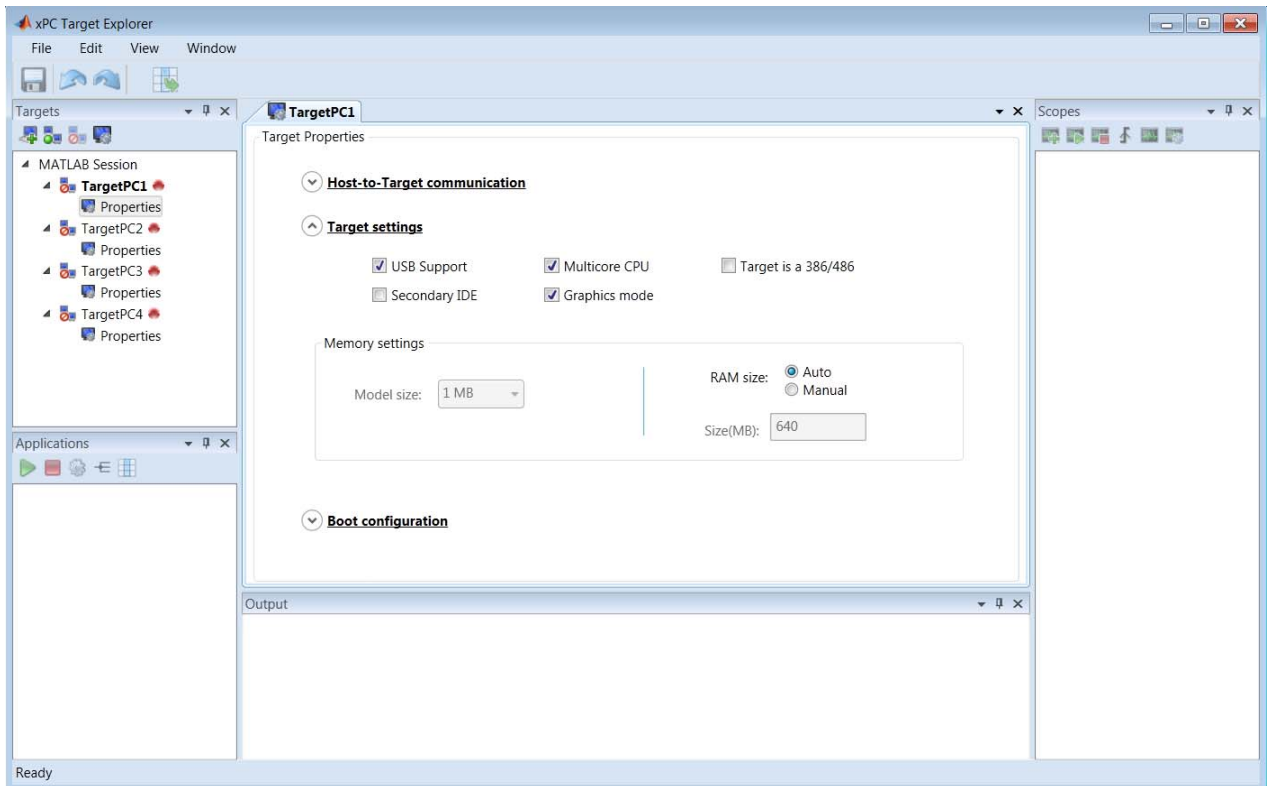 xPC Target Explorer
File Edit View Window
Targets
MATLAB Session
TargetPC1
Properties
TargetPC2
Properties
TargetPC3
Properties
TargetPC4
Properties
Applications
TargetPC1
Target Properties
Host-to-Target communication
Target settings
USB Support Multicore CPU Target is a 386/486
Secondary IDE Graphics mode
Memory settings
Model size: 1 MB
RAM size: Auto
Manual
Size(MB): 640
Boot configuration
Output
Scopes
Ready